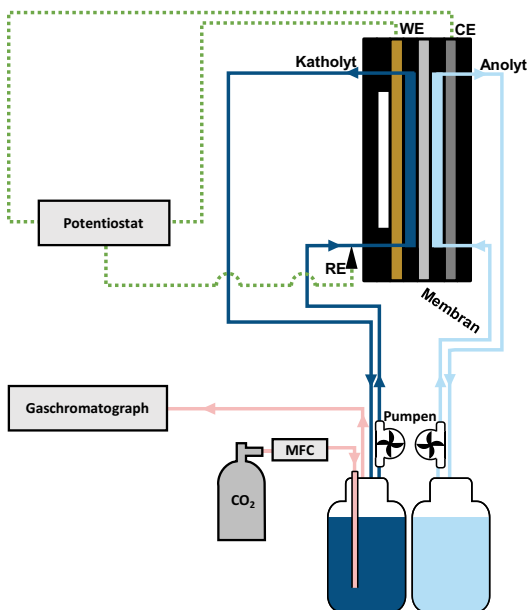 WE
CE
Katholyt
Anolyt
Potentiostat
RE
Membran
Gaschromatograph
Pumpen
MFC
CO₂